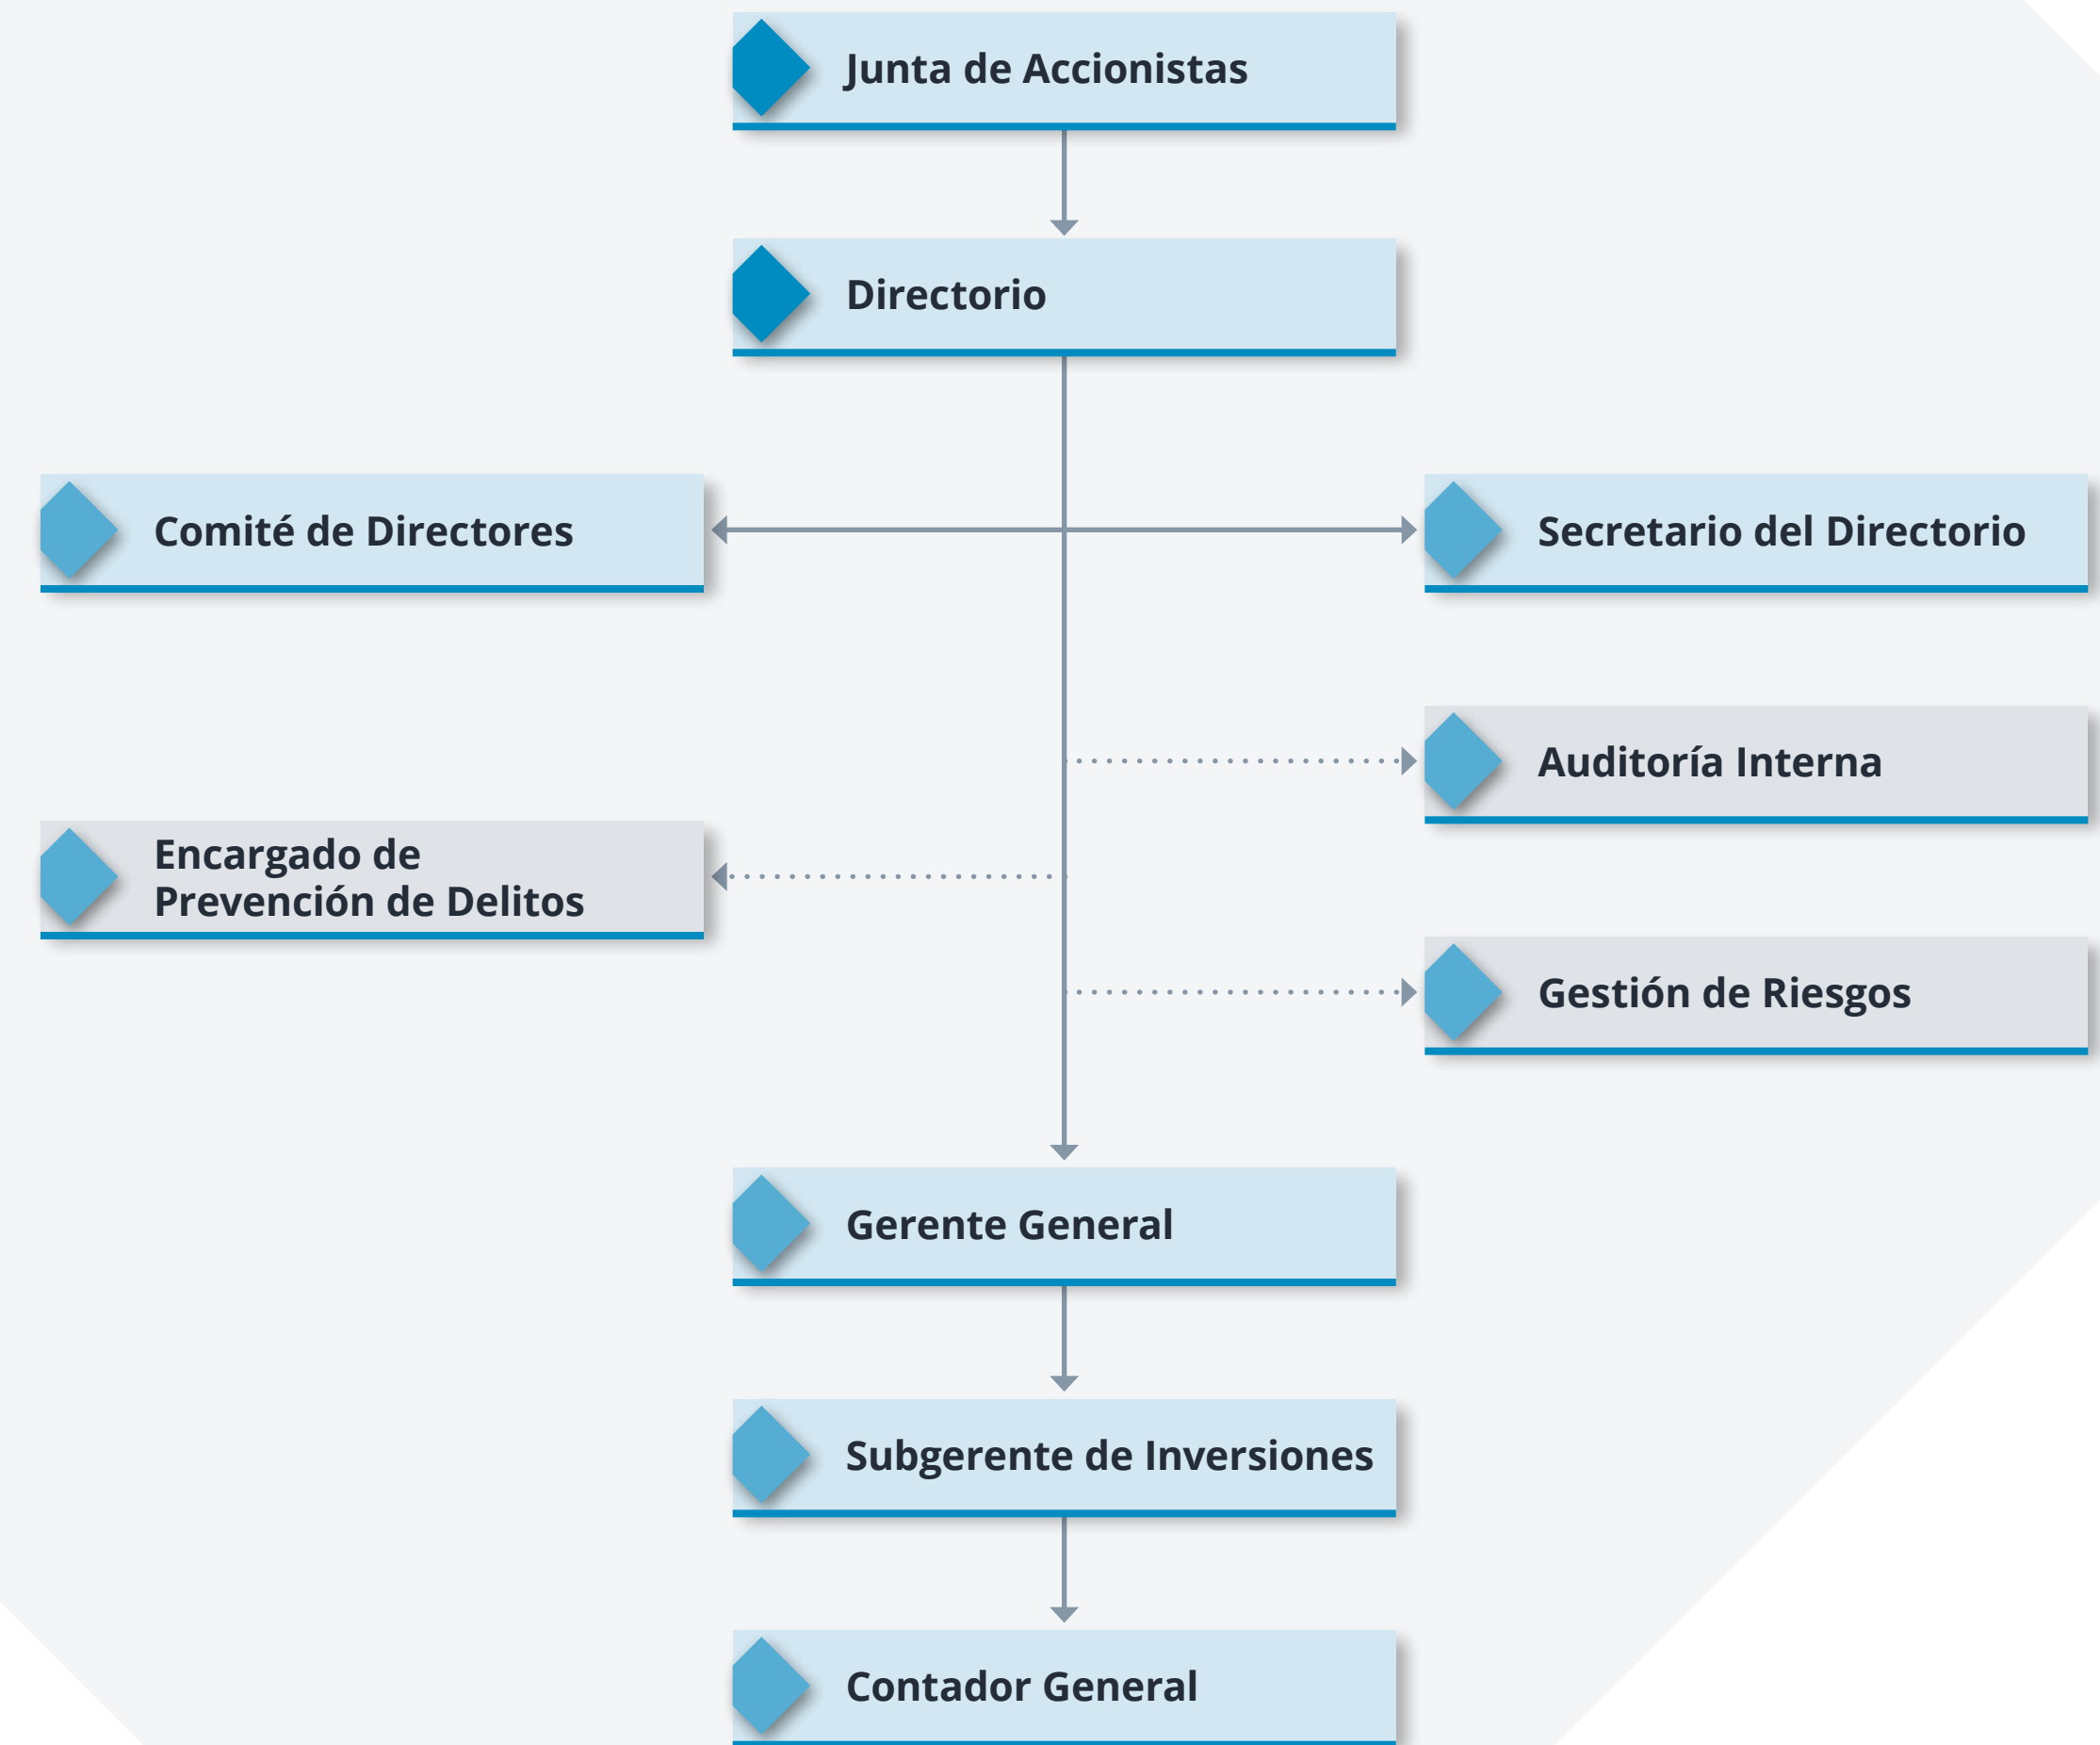 Junta de Accionistas
Directorio
Comité de Directores
Secretario del Directorio
Auditoría Interna
Encargado de
Prevención de Delitos
Gestión de Riesgos
Gerente General
Subgerente de Inversiones
Contador General